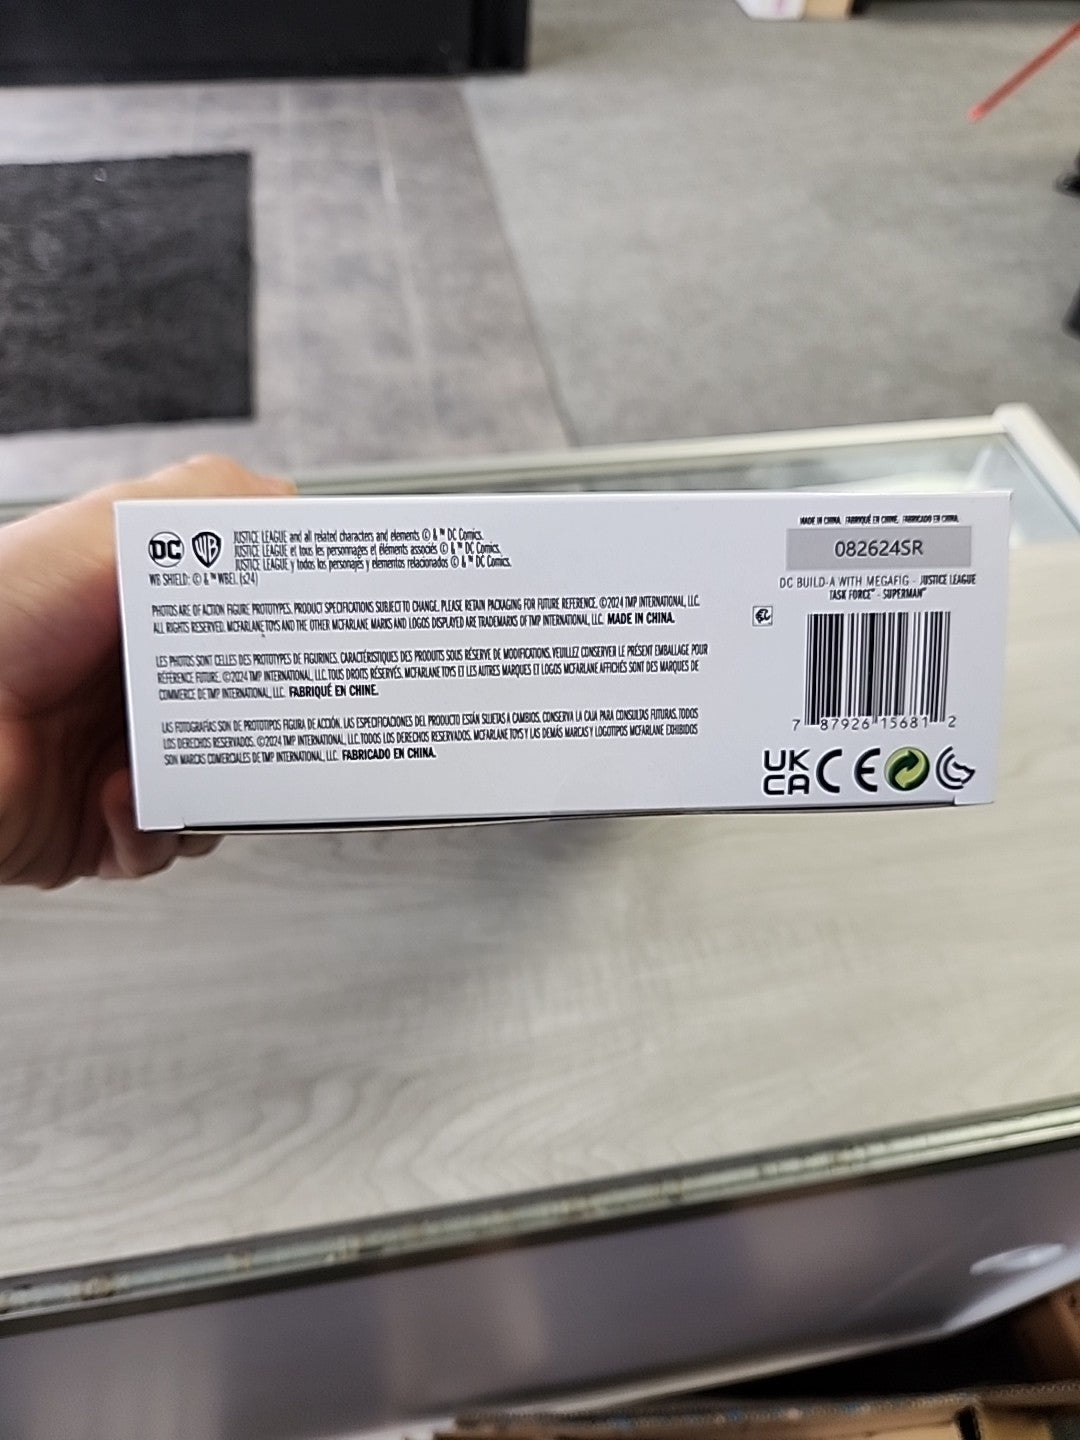 DC WB JUSTICE LEAGUE and all related characters and elements © & ™ DC Comics.
JUSTICE LEAGUE et tous les personnages et éléments associés © & ™ DC Comics.
JUSTICE LEAGUE y todos los personajes y elementos relacionados © & ™ DC Comics.
WB SHIELD: © & ™ WBEI. (s24)
PHOTOS ARE OF ACTION FIGURE PROTOTYPES. PRODUCT SPECIFICATIONS SUBJECT TO CHANGE. PLEASE RETAIN PACKAGING FOR FUTURE REFERENCE. ©2024 TMP INTERNATIONAL, LLC.
ALL RIGHTS RESERVED. MCFARLANE TOYS AND THE OTHER MCFARLANE MARKS AND LOGOS DISPLAYED ARE TRADEMARKS OF TMP INTERNATIONAL, LLC. MADE IN CHINA.
LES PHOTOS SONT CELLES DES PROTOTYPES DE FIGURINES. CARACTÉRISTIQUES DES PRODUITS SOUS RÉSERVE DE MODIFICATIONS. VEUILLEZ CONSERVER LE PRÉSENT EMBALLAGE POUR
RÉFÉRENCE FUTURE. ©2024 TMP INTERNATIONAL, LLC. TOUS DROITS RÉSERVÉS. MCFARLANE TOYS ET LES AUTRES MARQUES ET LOGOS MCFARLANE AFFICHÉS SONT DES MARQUES DE
COMMERCE DE TMP INTERNATIONAL, LLC. FABRIQUÉ EN CHINE.
LAS FOTOGRAFÍAS SON DE PROTOTIPOS FIGURA DE ACCIÓN. LAS ESPECIFICACIONES DEL PRODUCTO ESTÁN SUJETAS A CAMBIOS. CONSERVA LA CAJA PARA CONSULTAS FUTURAS. TODOS
LOS DERECHOS RESERVADOS. ©2024 TMP INTERNATIONAL, LLC. TODOS LOS DERECHOS RESERVADOS. MCFARLANE TOYS Y LAS DEMÁS MARCAS Y LOGOTIPOS MCFARLANE EXHIBIDOS
SON MARCAS COMERCIALES DE TMP INTERNATIONAL, LLC. FABRICADO EN CHINA.
MADE IN CHINA. FABRIQUÉ EN CHINE. FABRICADO EN CHINA.
082624SR
DC BUILD-A WITH MEGAFIG - JUSTICE LEAGUE
TASK FORCE™ - SUPERMAN™
7 87926 15681 2
UK
CA CE